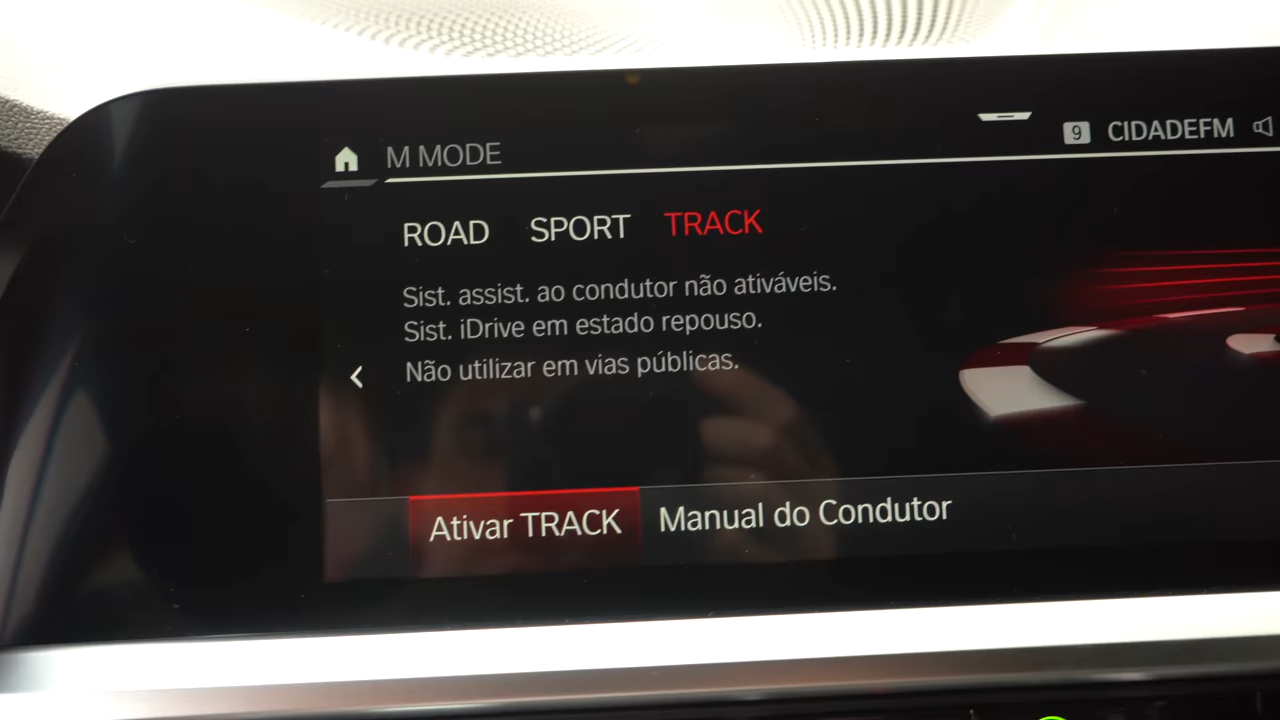 M MODE
9 CIDADEFM
ROAD SPORT TRACK
Sist. assist. ao condutor não ativáveis.
Sist. iDrive em estado repouso.
Não utilizar em vias públicas.
Ativar TRACK Manual do Condutor